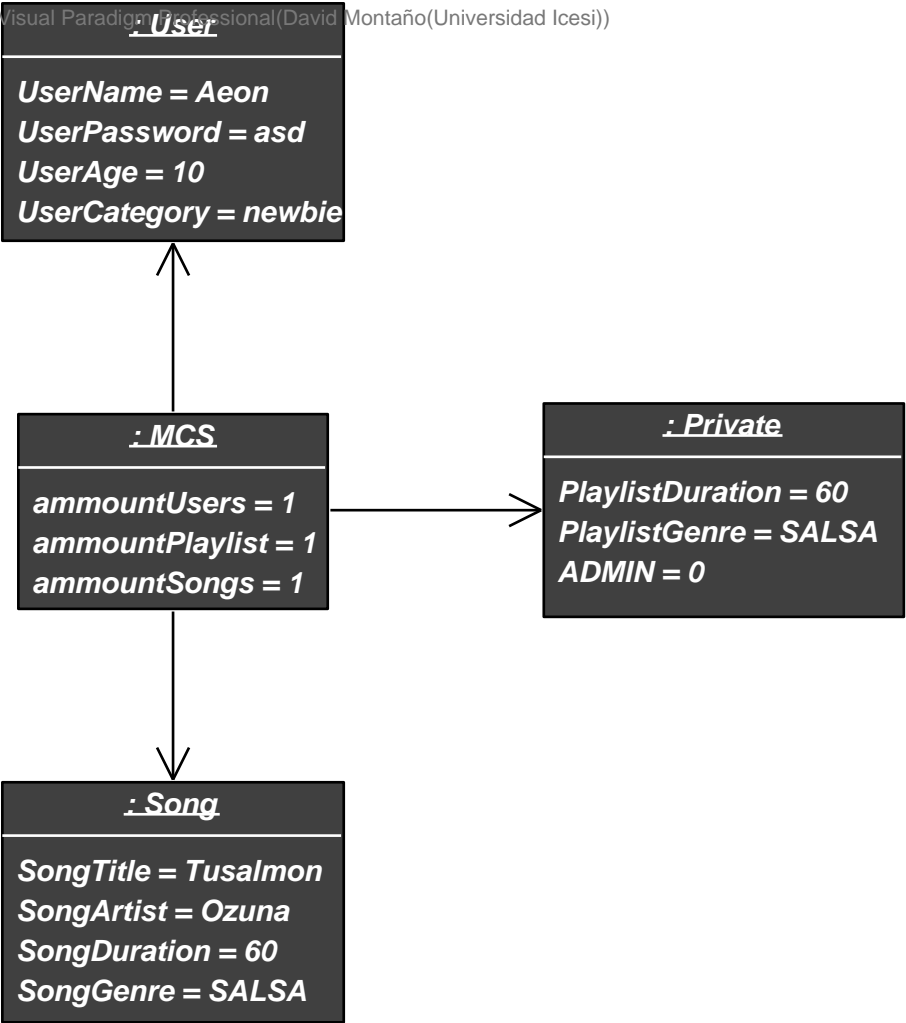 Visual Paradigm Professional(David Montaño(Universidad Icesi))
: User
UserName = Aeon
UserPassword = asd
UserAge = 10
UserCategory = newbie
: MCS
ammountUsers = 1
ammountPlaylist = 1
ammountSongs = 1
: Private
PlaylistDuration = 60
PlaylistGenre = SALSA
ADMIN = 0
: Song
SongTitle = Tusalmon
SongArtist = Ozuna
SongDuration = 60
SongGenre = SALSA